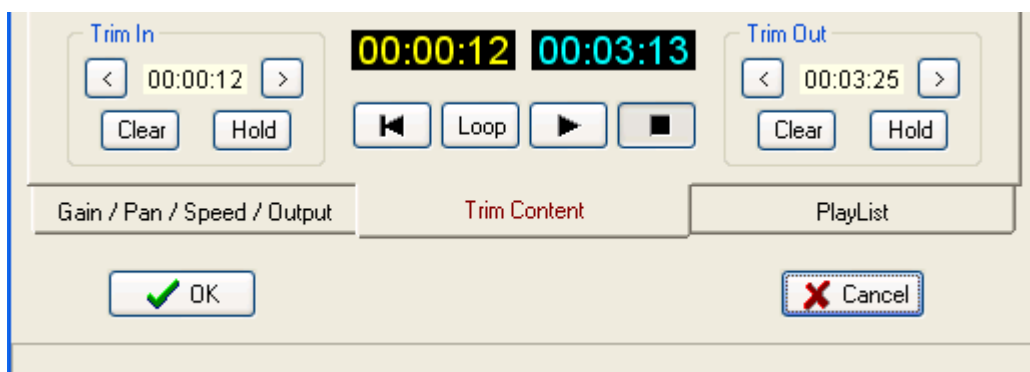 Trim In
00:00:12 00:03:13
Trim Out
< 00:00:12 >
< 00:03:25 >
Clear Hold
Loop
Clear Hold
Gain / Pan / Speed / Output
Trim Content
PlayList
OK
Cancel